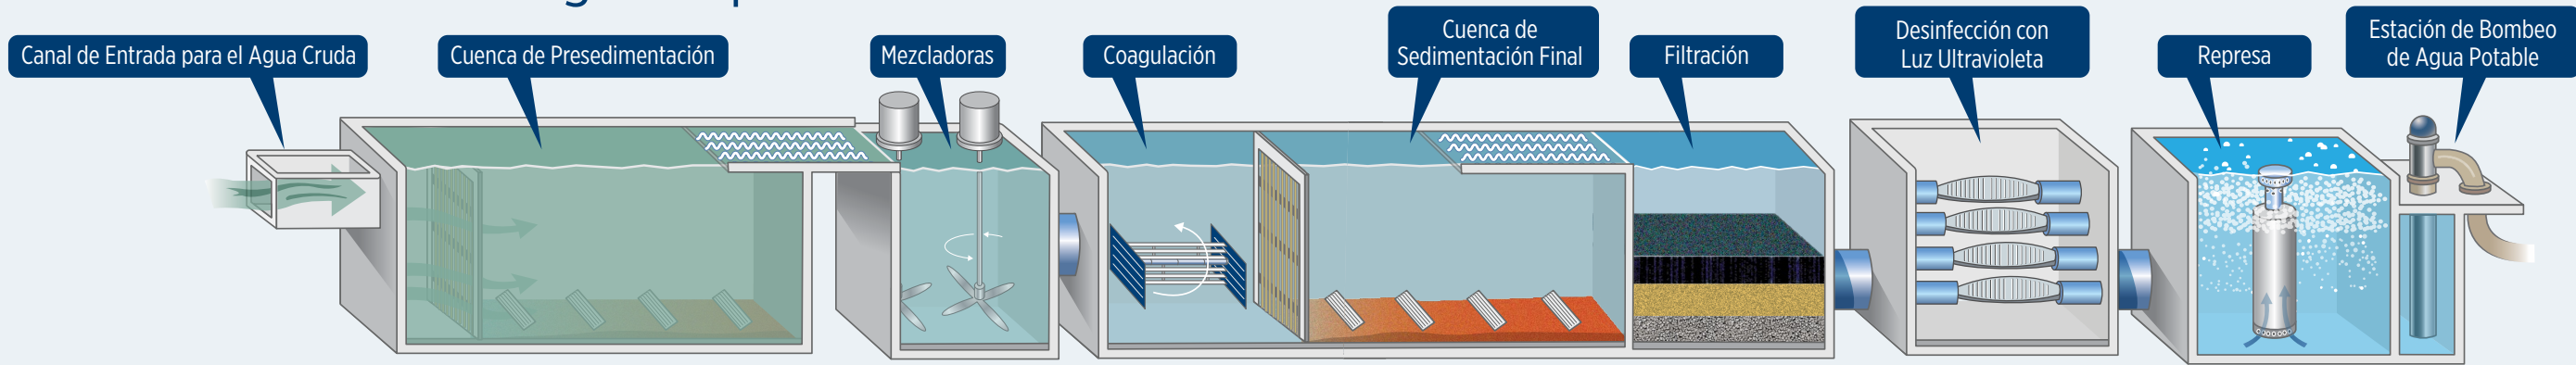 Canal de Entrada para el Agua Cruda
Cuenca de Presedimentación
Mezcladoras
Coagulación
Cuenca de
Sedimentación Final
Filtración
Desinfección con
Luz Ultravioleta
Represa
Estación de Bombeo
de Agua Potable